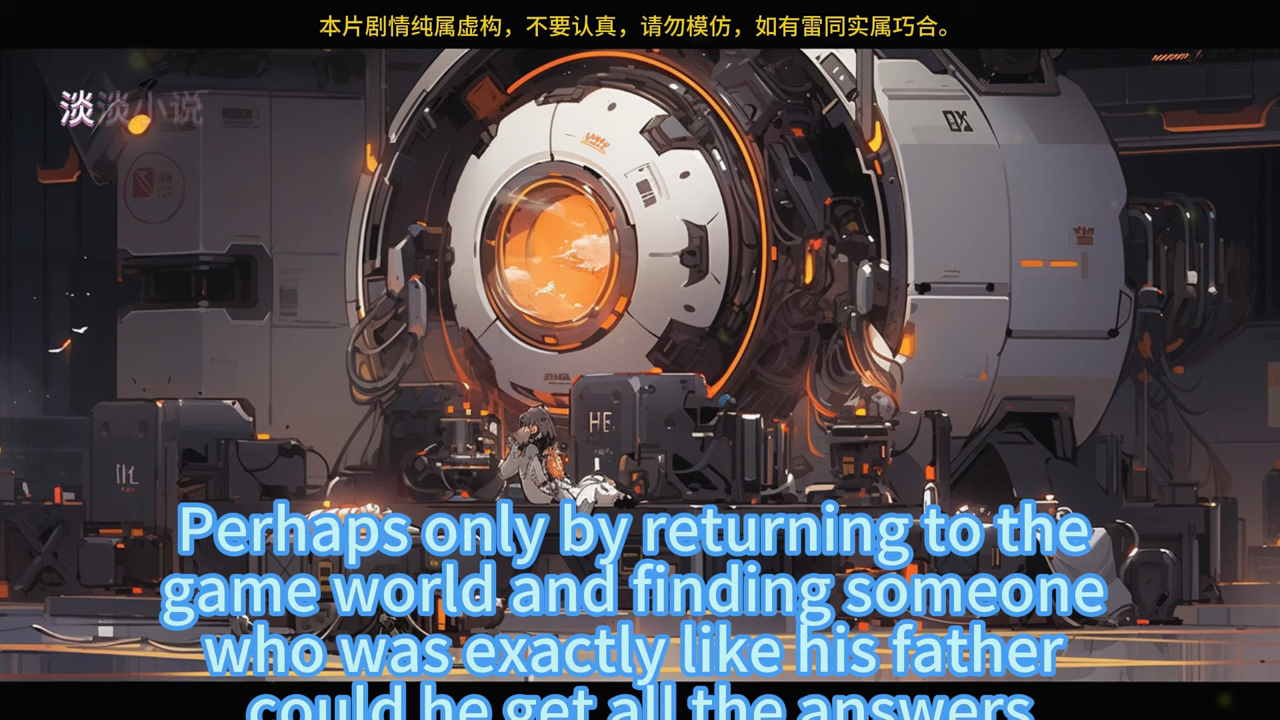 本片剧情纯属虚构，不要认真，请勿模仿，如有雷同实属巧合。
淡淡小说
HE
Perhaps only by returning to the
game world and finding someone
who was exactly like his father
could he get all the answers